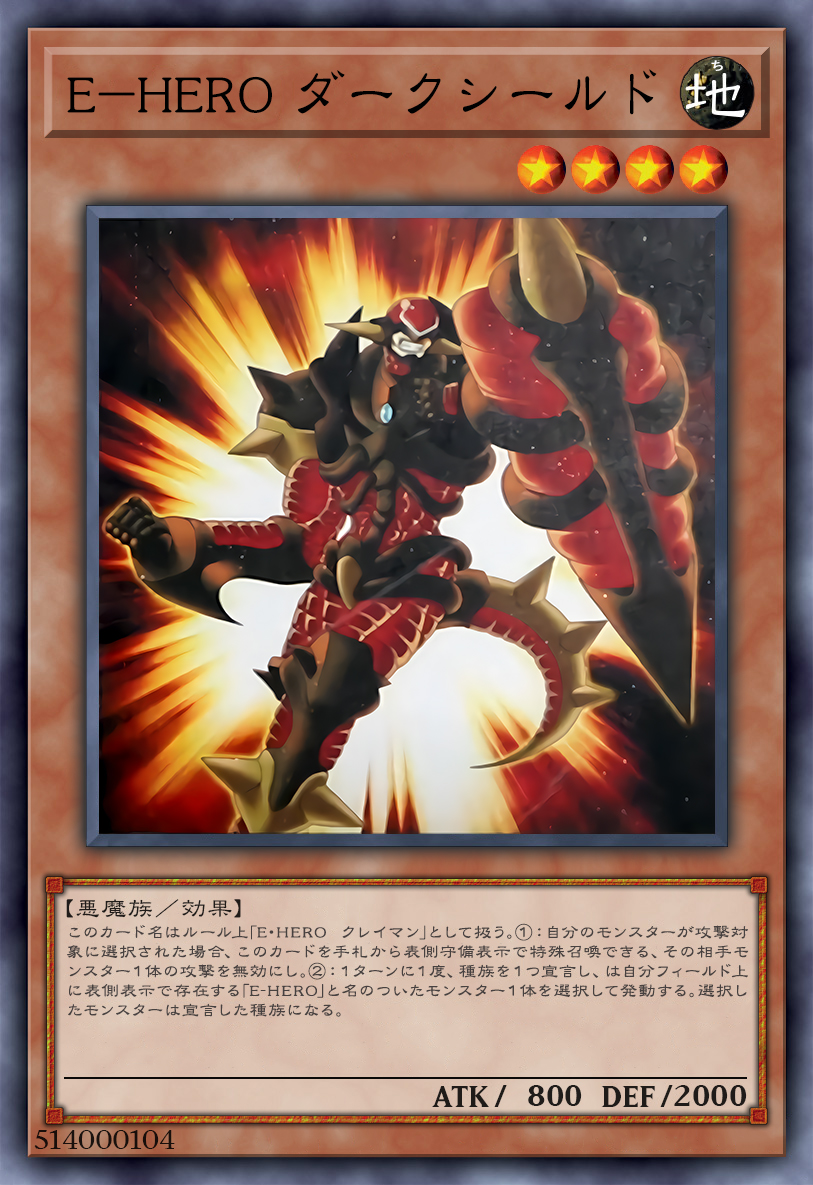 E－HERO ダークシールド
ち
地
【悪魔族／効果】
このカード名はルール上｢E･HERO　クレイマン｣として扱う｡①：自分のモンスターが攻撃対
象に選択された場合､このカードを手札から表側守備表示で特殊召喚できる､その相手モ
ンスター1体の攻撃を無効にし｡②：1ターンに1度､種族を1つ宣言し､は自分フィールド上
に表側表示で存在する｢E-HERO｣と名のついたモンスター1体を選択して発動する｡選択し
たモンスターは宣言した種族になる｡
ATK/ 800 DEF/2000
514000104